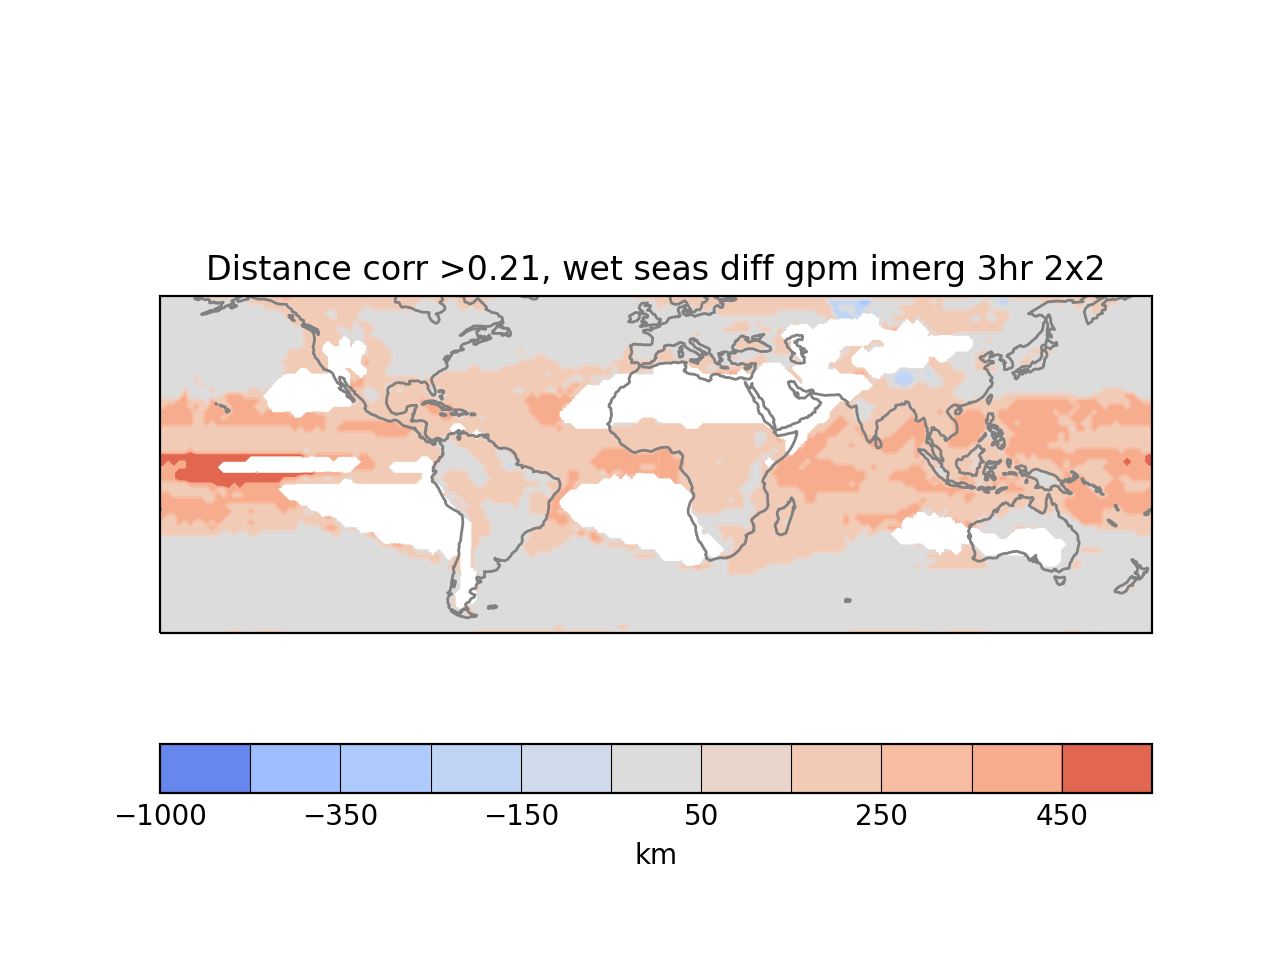 Distance corr >0.21, wet seas diff gpm imerg 3hr 2x2
−1000 −350 −150 50 250 450
km